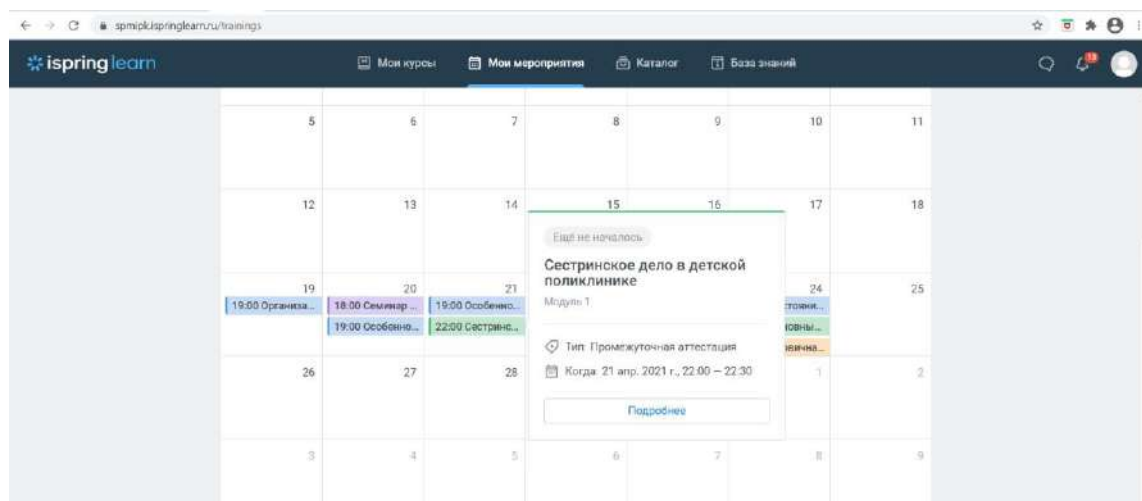 spmipk.ispringlearn.ru/trainings
ispring learn
Мои курсы
Мои мероприятия
Каталог
База знаний
13
5 6 7 8 9 10 11
12 13 14 15 16 17 18
Ещё не началось
Сестринское дело в детской
поликлинике
Модуль 1
19 20 21 24 25
19:00 Организа... 18:00 Семинар ... 19:00 Особенно...
19:00 Особенно... 22:00 Сестринс...
Тип: Промежуточная аттестация
26 27 28 1 2
Когда: 21 апр. 2021 г., 22:00 – 22:30
Подробнее
3 4 5 6 7 8 9